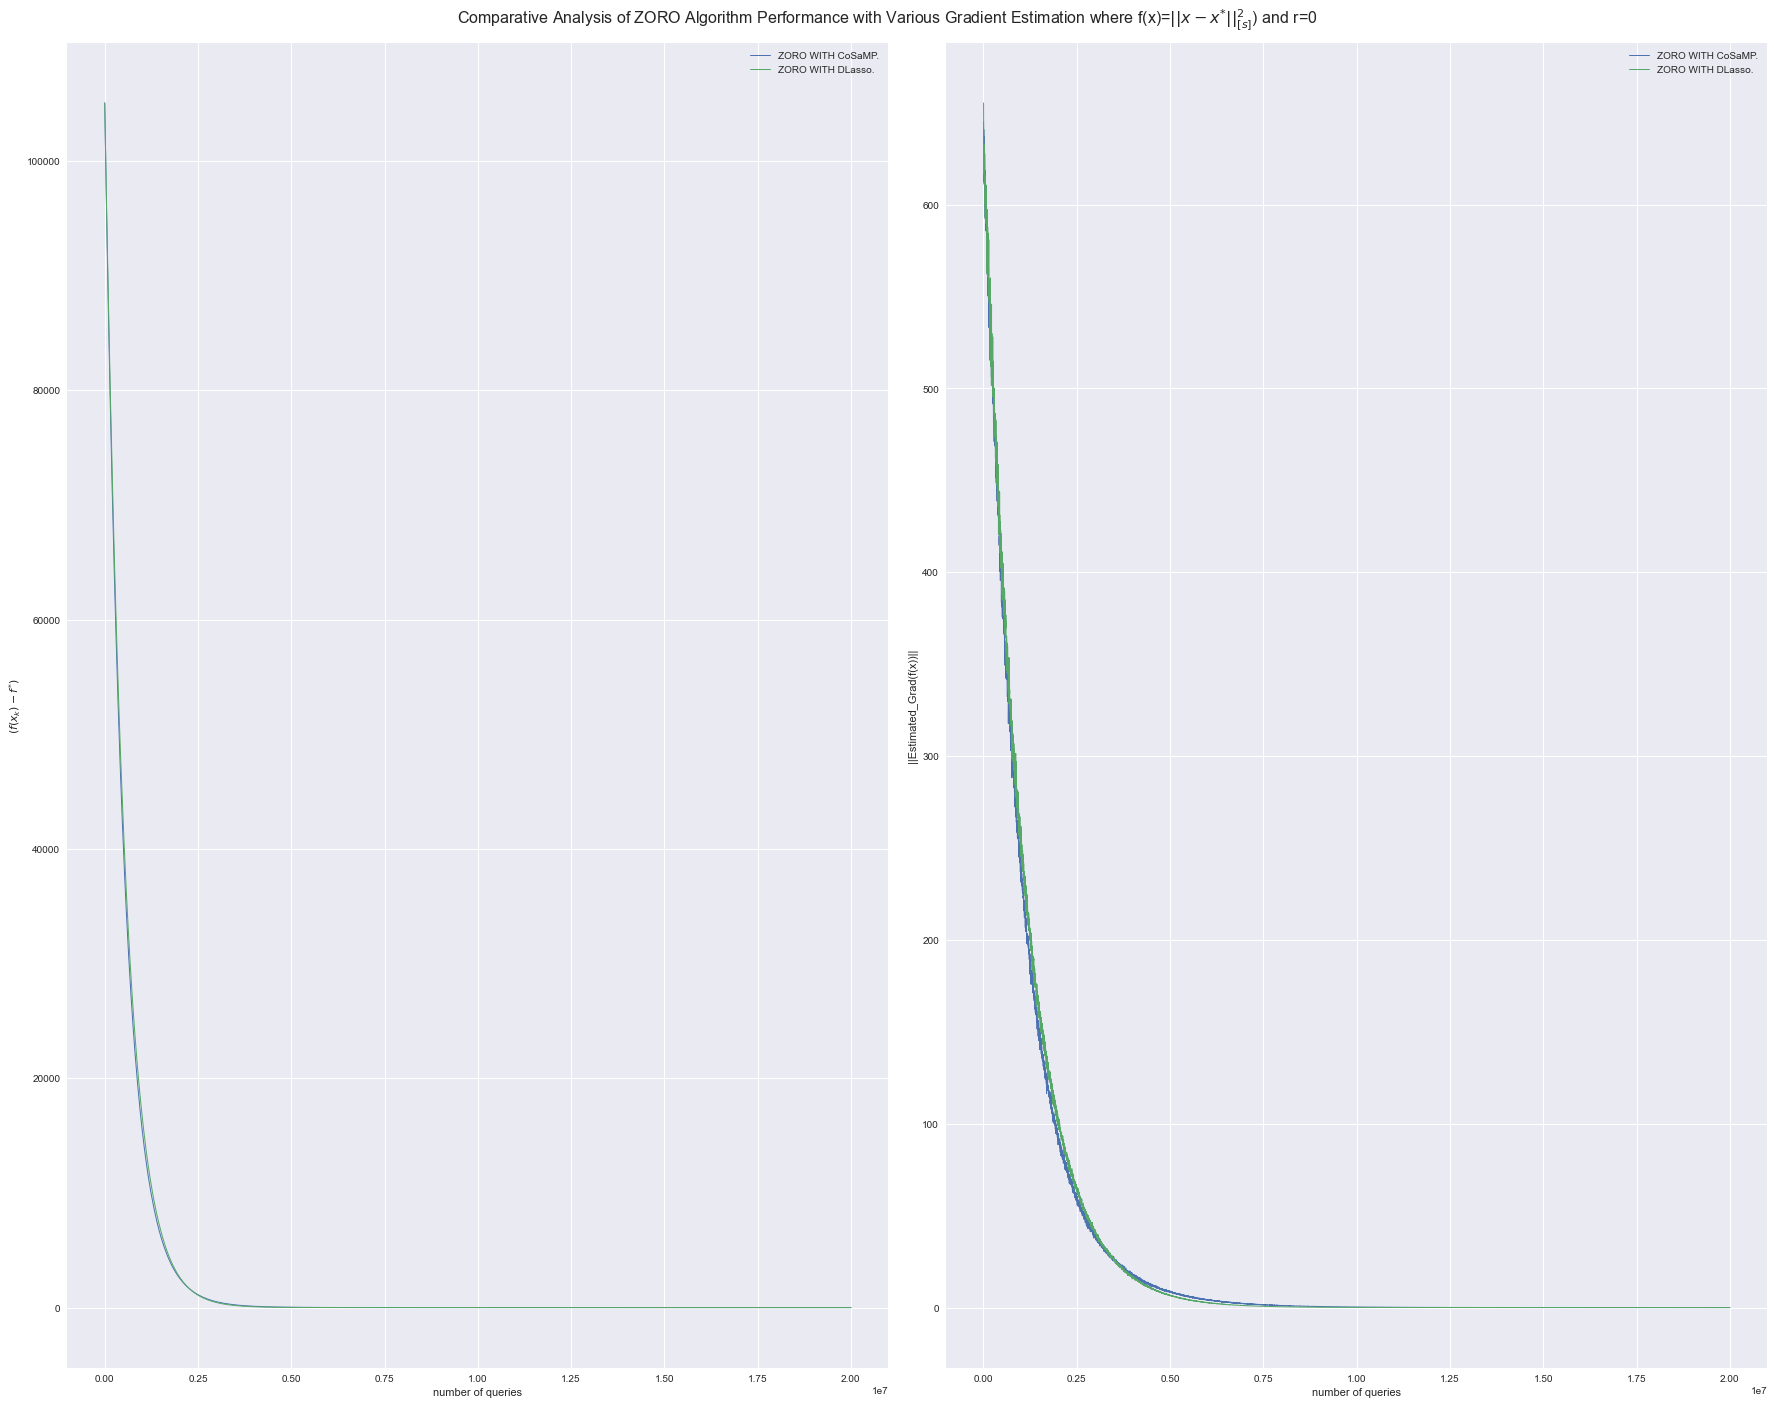 Comparative Analysis of ZORO Algorithm Performance with Various Gradient Estimation where f(x)=$||x-x^*||^2_{[s]}$) and r=0
ZORO WITH CoSaMP.
ZORO WITH DLasso.
100000
80000
60000
40000
20000
0
$(f(x_k)-f^*)$
0.00 0.25 0.50 0.75 1.00 1.25 1.50 1.75 2.00
1e7
number of queries
ZORO WITH CoSaMP.
ZORO WITH DLasso.
600
500
400
300
200
100
0
||Estimated_Grad(f(x))||
0.00 0.25 0.50 0.75 1.00 1.25 1.50 1.75 2.00
1e7
number of queries